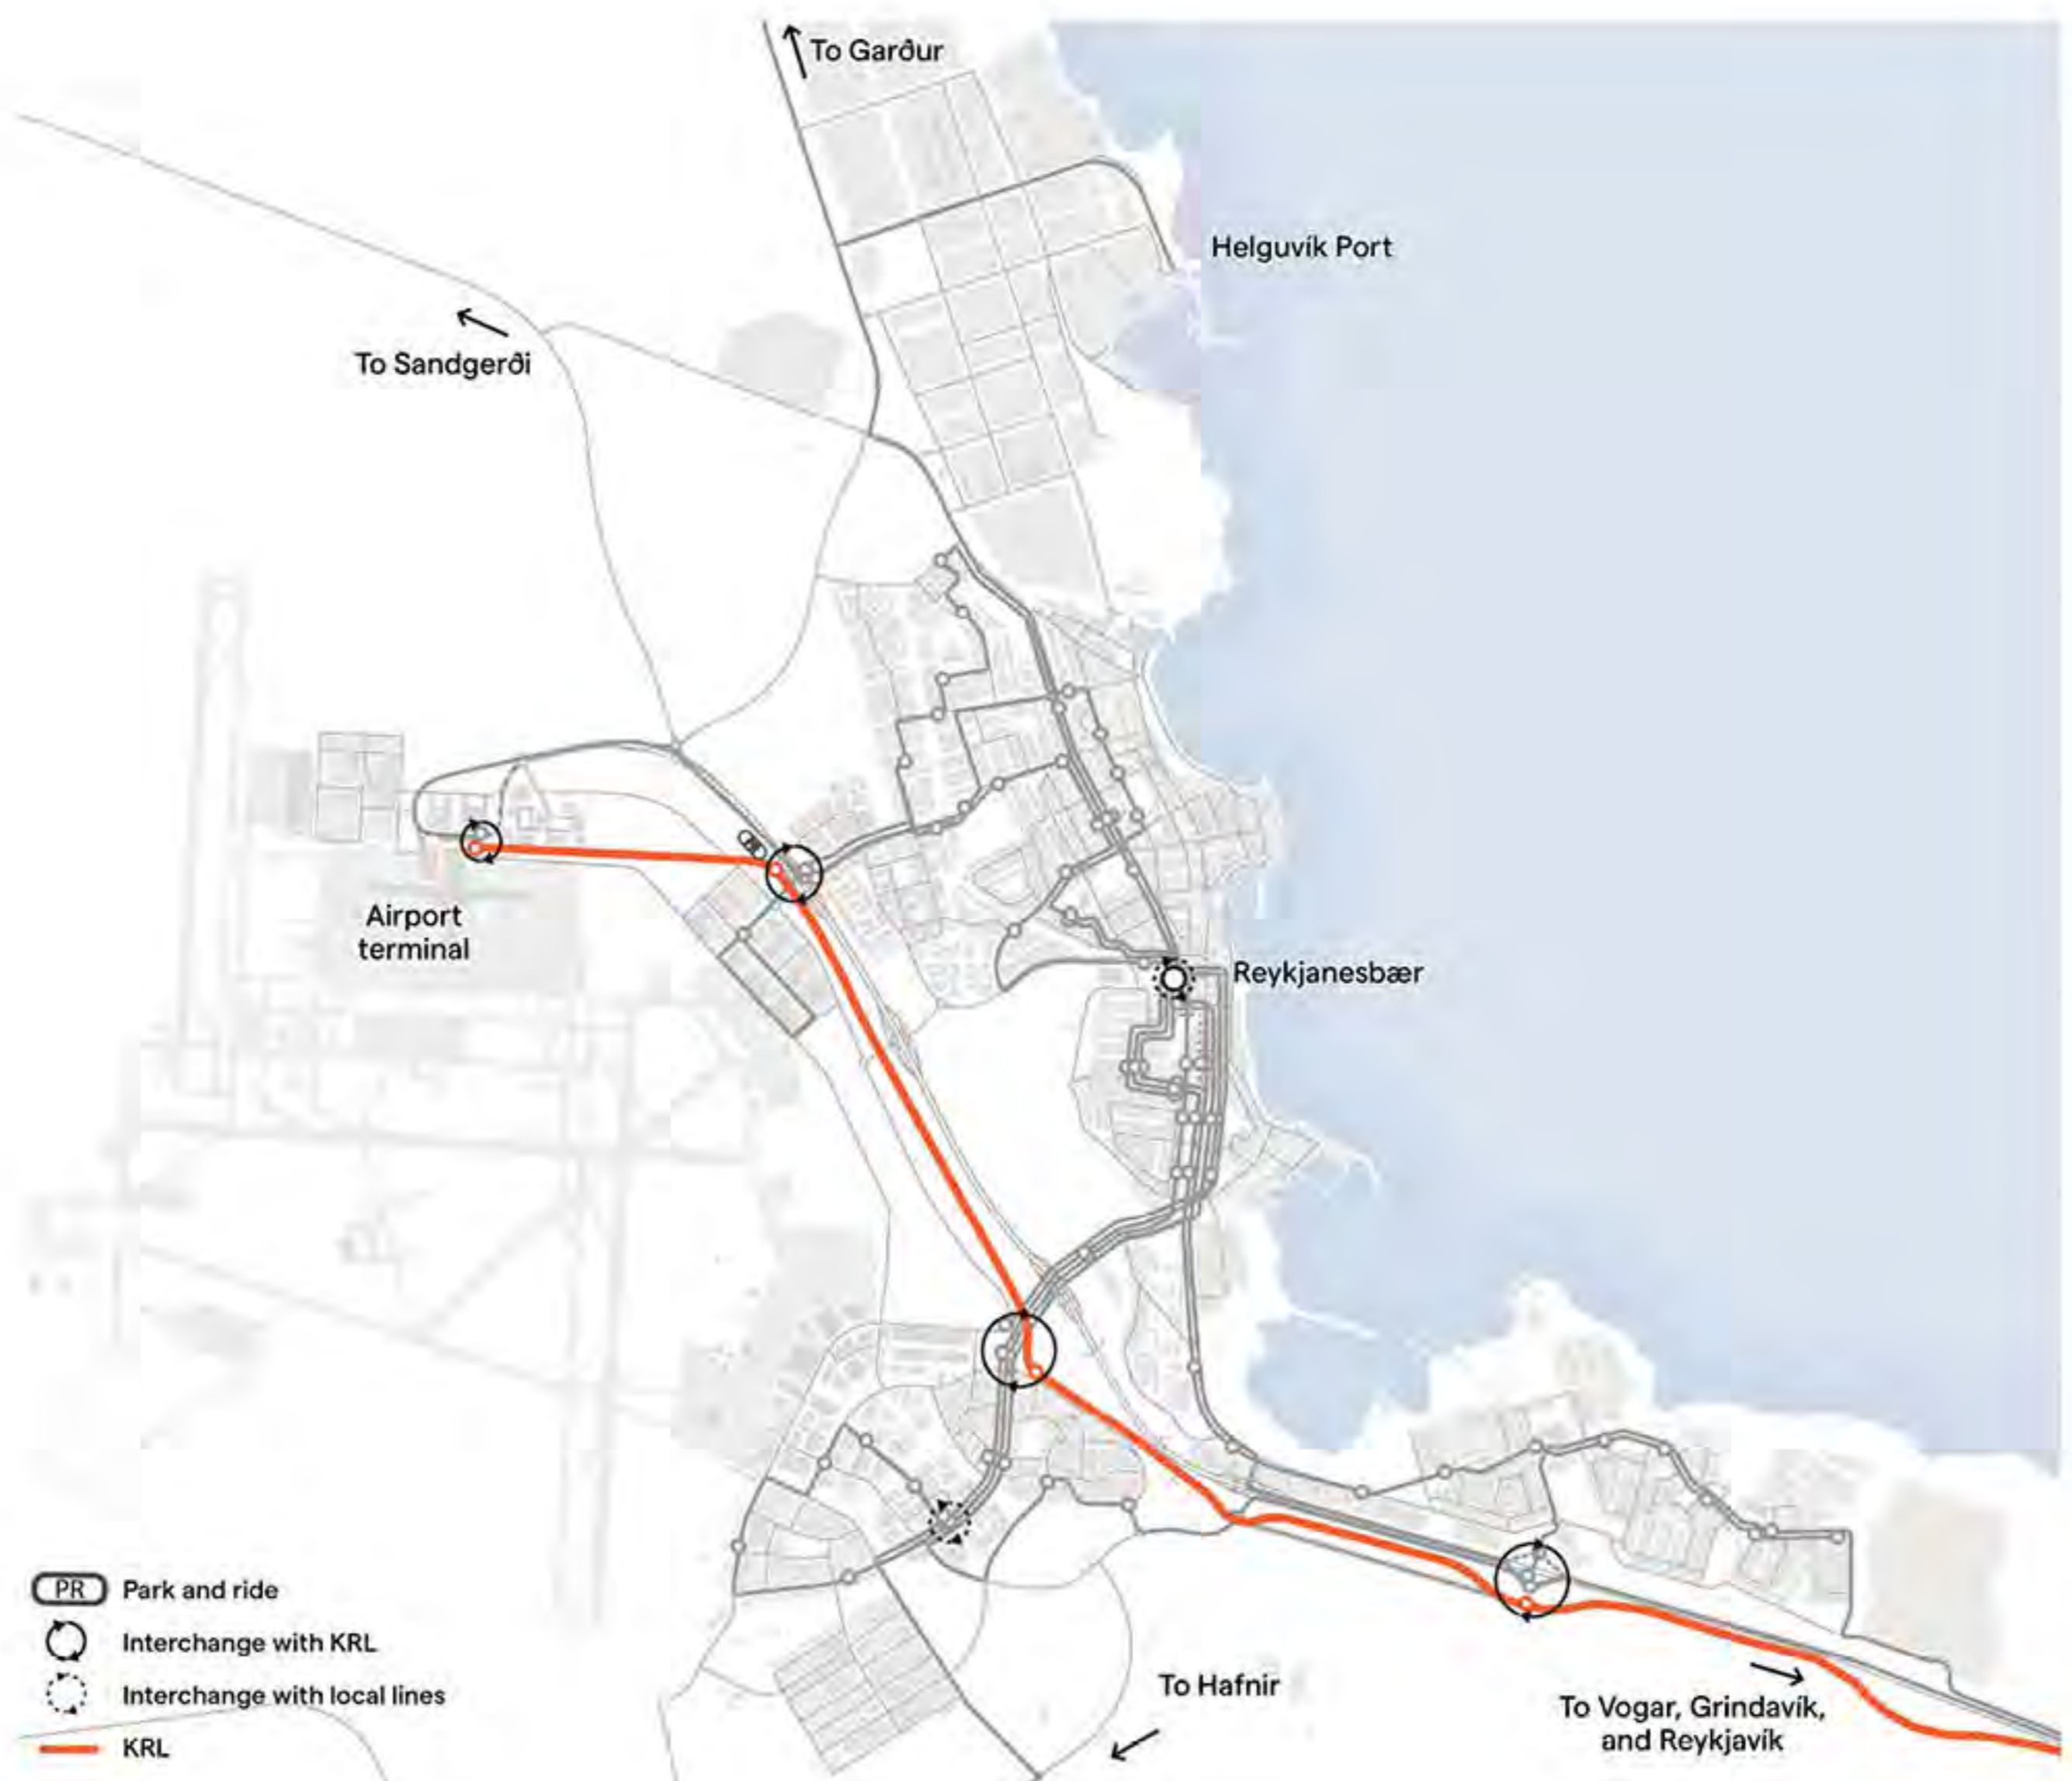 To Garður
Helguvík Port
To Sandgerði
Airport
terminal
Reykjanesbær
PR Park and ride
Interchange with KRL
Interchange with local lines
KRL
To Hafnir
To Vogar, Grindavík,
and Reykjavík